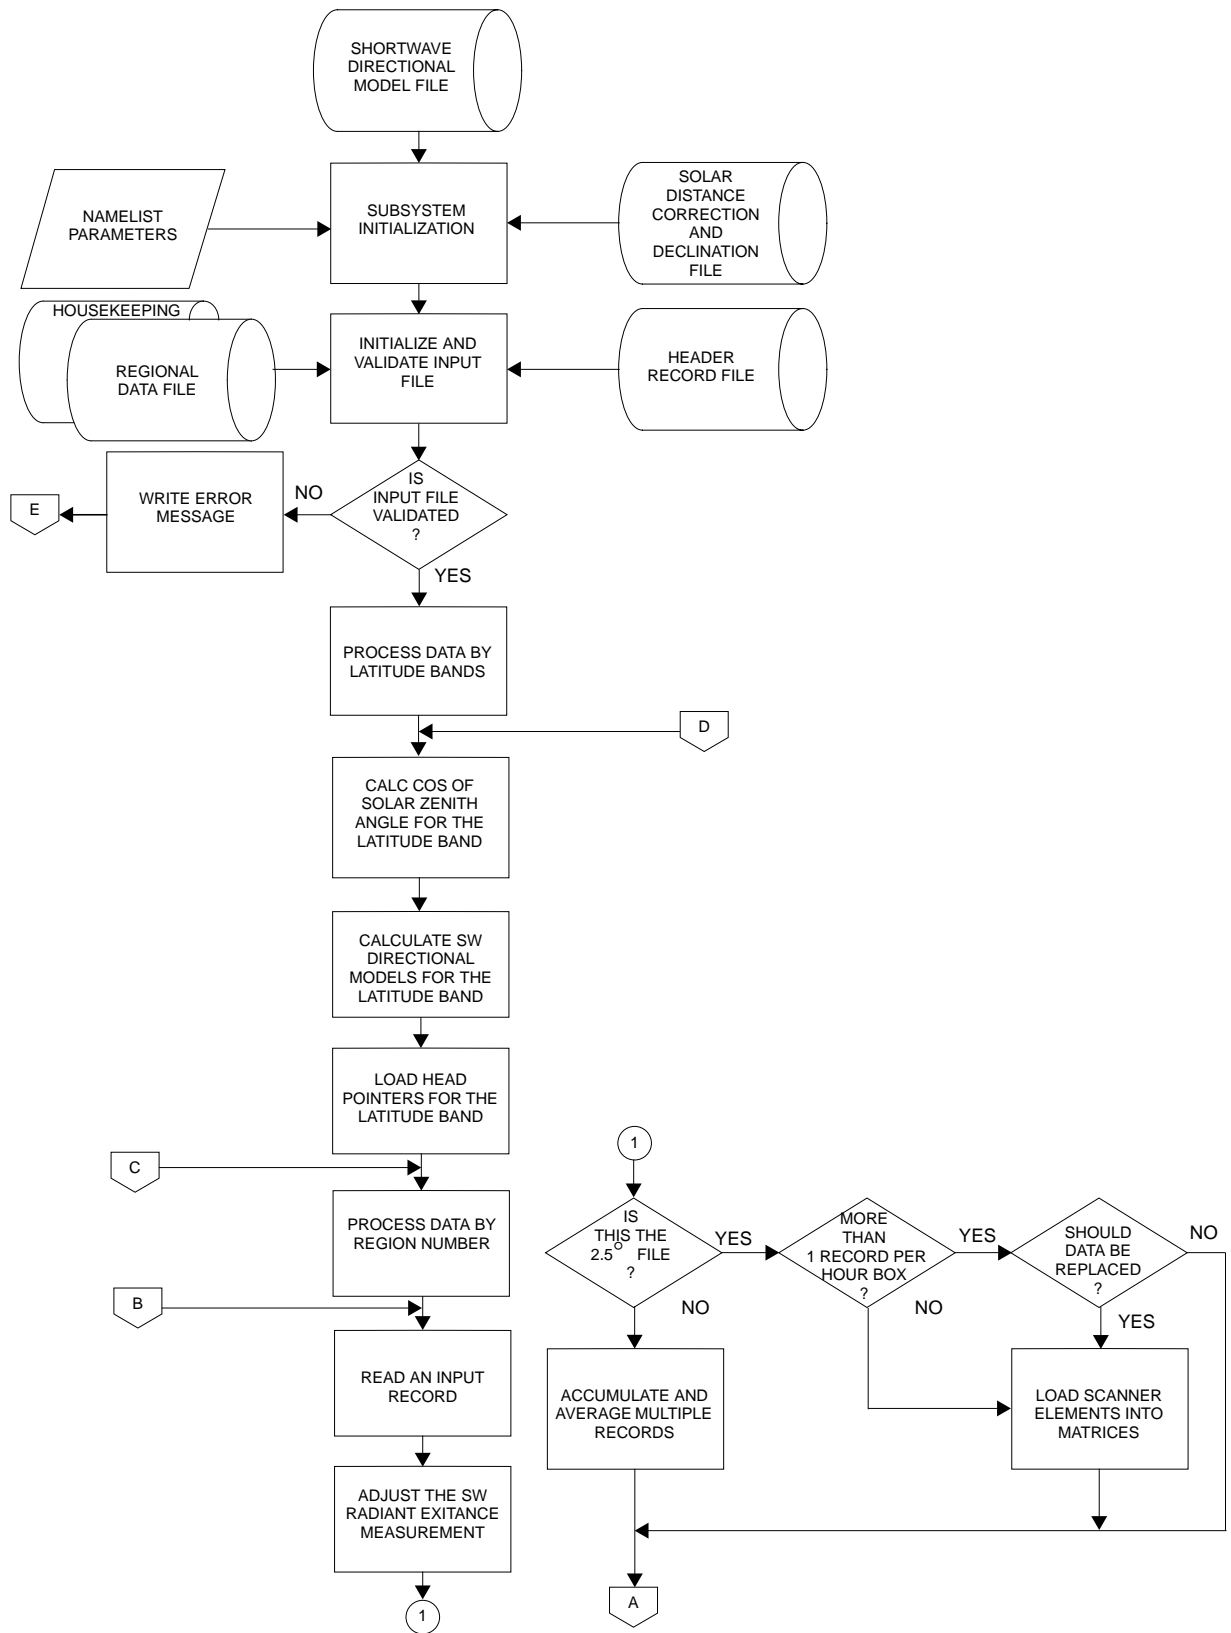 SHORTWAVE
DIRECTIONAL
MODEL FILE
NAMELIST
PARAMETERS
SUBSYSTEM
INITIALIZATION
SOLAR
DISTANCE
CORRECTION
AND
DECLINATION
FILE
HOUSEKEEPING
REGIONAL
DATA FILE
INITIALIZE AND
VALIDATE INPUT
FILE
HEADER
RECORD FILE
E
WRITE ERROR
MESSAGE
NO
IS
INPUT FILE
VALIDATED
?
YES
PROCESS DATA BY
LATITUDE BANDS
D
CALC COS OF
SOLAR ZENITH
ANGLE FOR THE
LATITUDE BAND
CALCULATE SW
DIRECTIONAL
MODELS FOR THE
LATITUDE BAND
LOAD HEAD
POINTERS FOR THE
LATITUDE BAND
C
PROCESS DATA BY
REGION NUMBER
B
READ AN INPUT
RECORD
ADJUST THE SW
RADIANT EXITANCE
MEASUREMENT
1
1
IS
THIS THE
2.5° FILE
?
YES
NO
MORE
THAN
1 RECORD PER
HOUR BOX
?
YES
NO
SHOULD
DATA BE
REPLACED
?
NO
YES
ACCUMULATE AND
AVERAGE MULTIPLE
RECORDS
LOAD SCANNER
ELEMENTS INTO
MATRICES
A